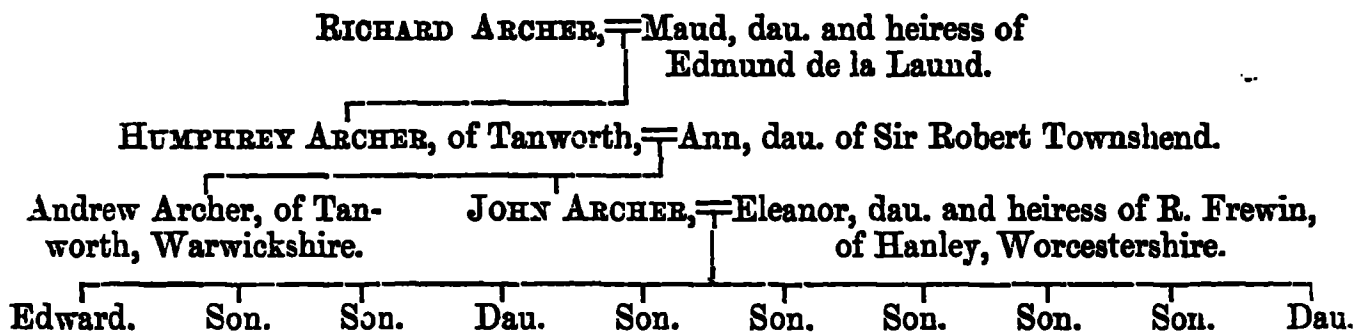 RICHARD ARCHER,=Maud, dau. and heiress of
Edmund de la Laund.
HUMPHREY ARCHER, of Tanworth,=Ann, dau. of Sir Robert Townshend.
Andrew Archer, of Tan-
worth, Warwickshire.
JOHN ARCHER,=Eleanor, dau. and heiress of R. Frewin,
of Hanley, Worcestershire.
Edward. Son. Son. Dau. Son. Son. Son. Son. Son. Dau.